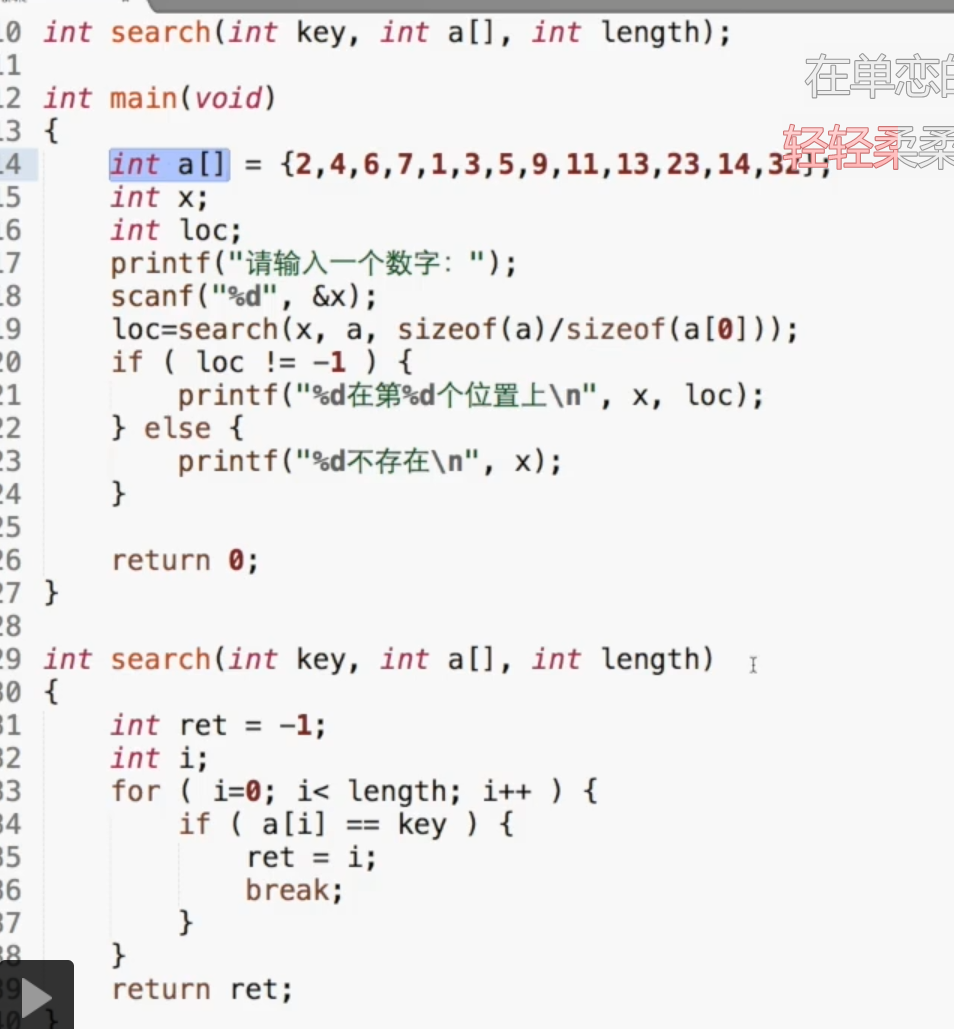 10 int search(int key, int a[], int length);
11
12 int main(void)
13 {
14 int a[] = {2,4,6,7,1,3,5,9,11,13,23,14,32};
15 int x;
16 int loc;
17 printf("请输入一个数字：");
18 scanf("%d", &x);
19 loc=search(x, a, sizeof(a)/sizeof(a[0]));
20 if ( loc != -1 ) {
21 printf("%d在第%d个位置上\n", x, loc);
22 } else {
23 printf("%d不存在\n", x);
24 }
25
26 return 0;
27 }
28
29 int search(int key, int a[], int length)
30 {
31 int ret = -1;
32 int i;
33 for ( i=0; i< length; i++ ) {
34 if ( a[i] == key ) {
35 ret = i;
36 break;
37 }
38 }
39 return ret;
40 }
在单恋的
轻轻柔柔